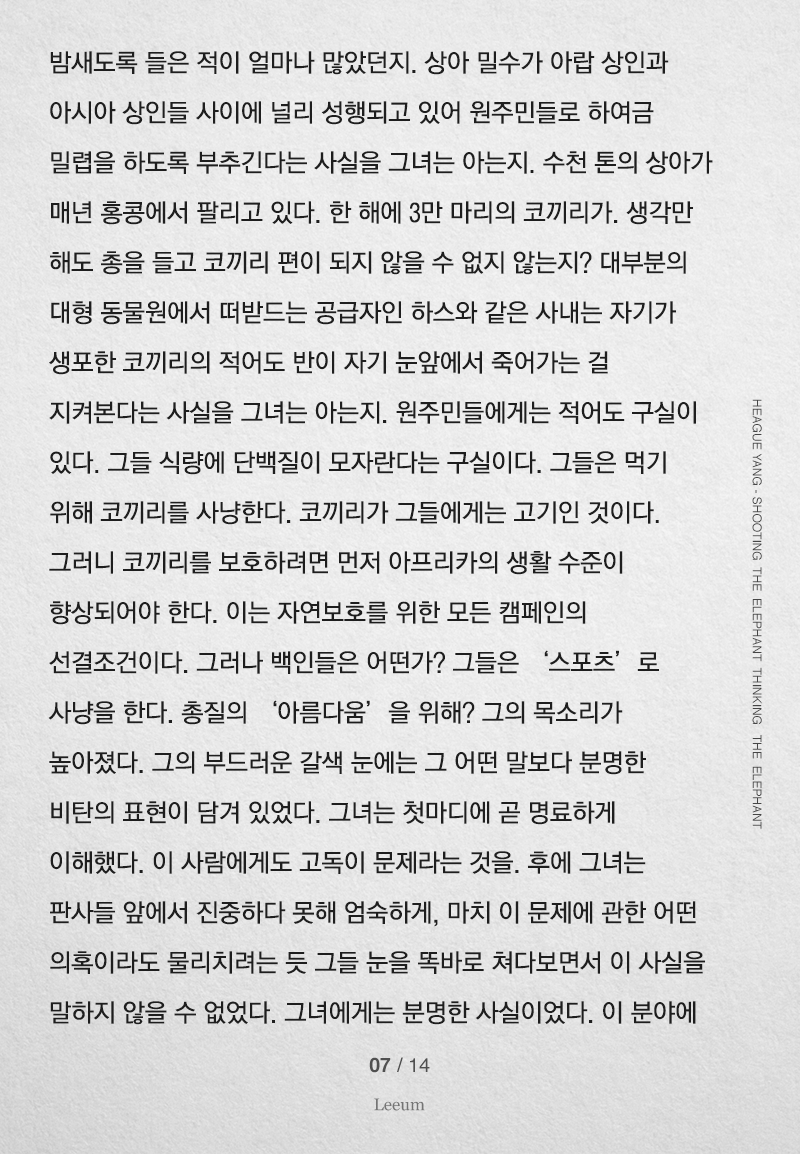 밤새도록 들은 적이 얼마나 많았던지. 상아 밀수가 아랍 상인과
아시아 상인들 사이에 널리 성행되고 있어 원주민들로 하여금
밀렵을 하도록 부추긴다는 사실을 그녀는 아는지. 수천 톤의 상아가
매년 홍콩에서 팔리고 있다. 한 해에 3만 마리의 코끼리가. 생각만
해도 총을 들고 코끼리 편이 되지 않을 수 없지 않는지? 대부분의
대형 동물원에서 떠받드는 공급자인 하스와 같은 사내는 자기가
생포한 코끼리의 적어도 반이 자기 눈앞에서 죽어가는 걸
지켜본다는 사실을 그녀는 아는지. 원주민들에게는 적어도 구실이
있다. 그들 식량에 단백질이 모자란다는 구실이다. 그들은 먹기
위해 코끼리를 사냥한다. 코끼리가 그들에게는 고기인 것이다.
그러니 코끼리를 보호하려면 먼저 아프리카의 생활 수준이
향상되어야 한다. 이는 자연보호를 위한 모든 캠페인의
선결조건이다. 그러나 백인들은 어떤가? 그들은 ‘스포츠’로
사냥을 한다. 총질의 ‘아름다움’을 위해? 그의 목소리가
높아졌다. 그의 부드러운 갈색 눈에는 그 어떤 말보다 분명한
비탄의 표현이 담겨 있었다. 그녀는 첫마디에 곧 명료하게
이해했다. 이 사람에게도 고독이 문제라는 것을. 후에 그녀는
판사들 앞에서 진중하다 못해 엄숙하게, 마치 이 문제에 관한 어떤
의혹이라도 물리치려는 듯 그들 눈을 똑바로 쳐다보면서 이 사실을
말하지 않을 수 없었다. 그녀에게는 분명한 사실이었다. 이 분야에
HEAGUE YANG - SHOOTING THE ELEPHANT THINKING THE ELEPHANT
07 / 14
Leeum